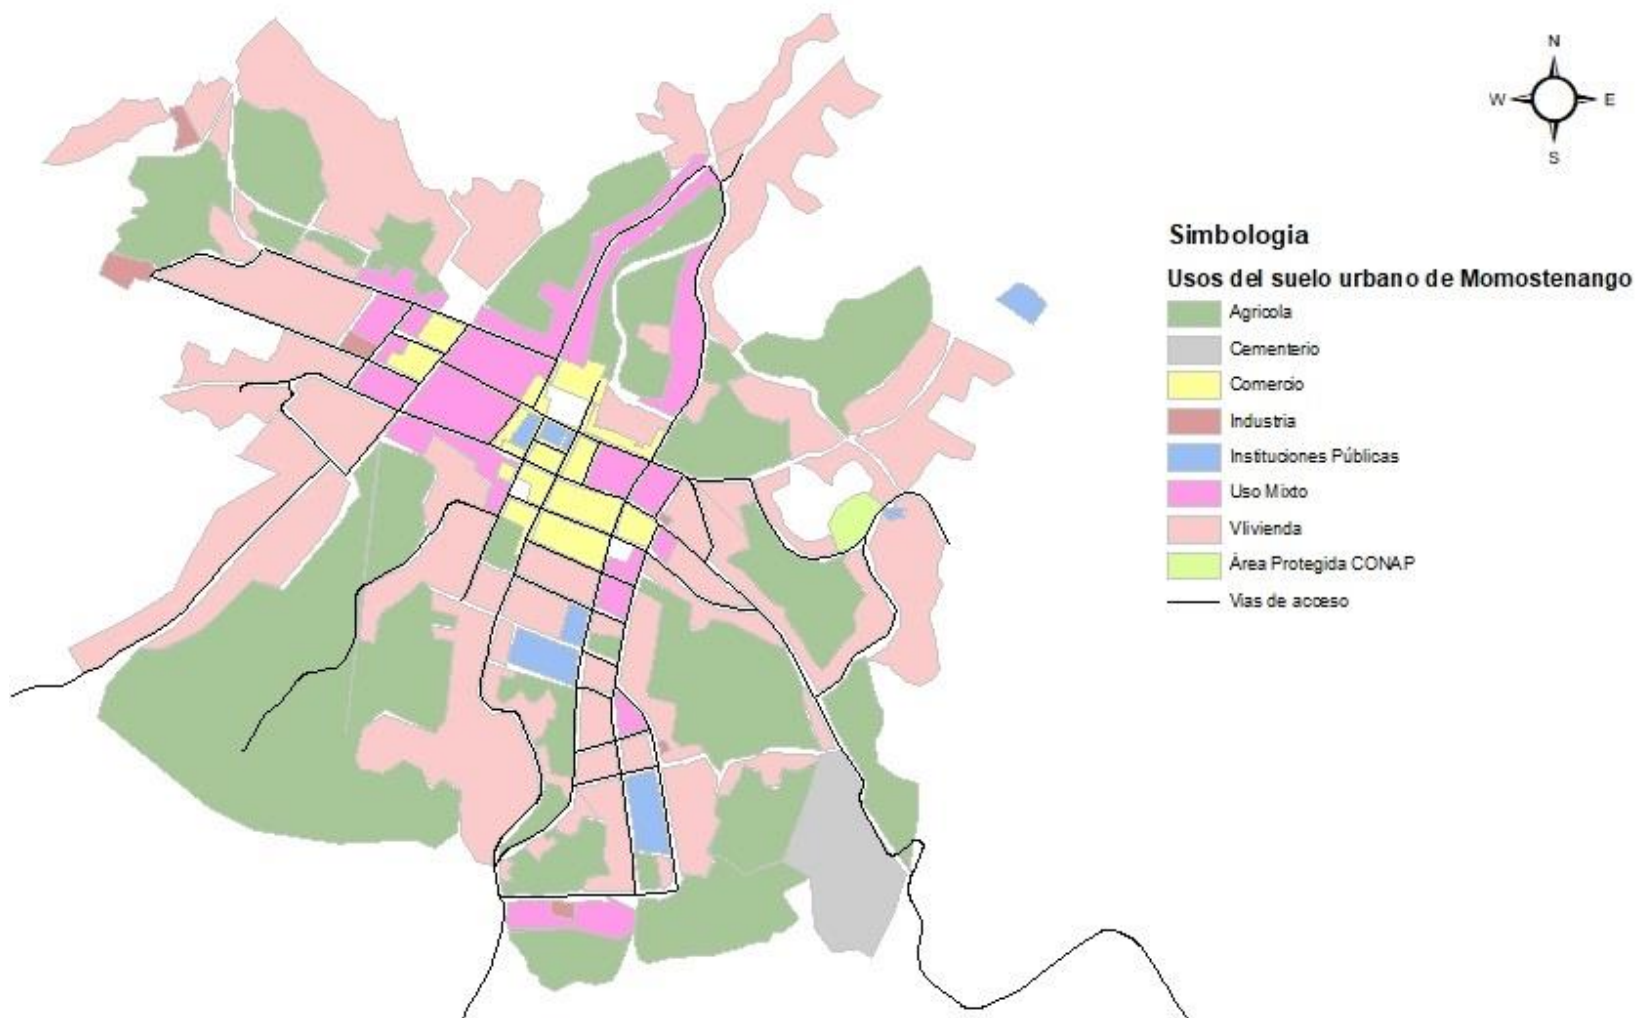 N
W E
S
Simbologia
Usos del suelo urbano de Momostenango
Agricola
Cementerio
Comercio
Industria
Instituciones Públicas
Uso Mixto
Vlivienda
Área Protegida CONAP
Vias de acceso